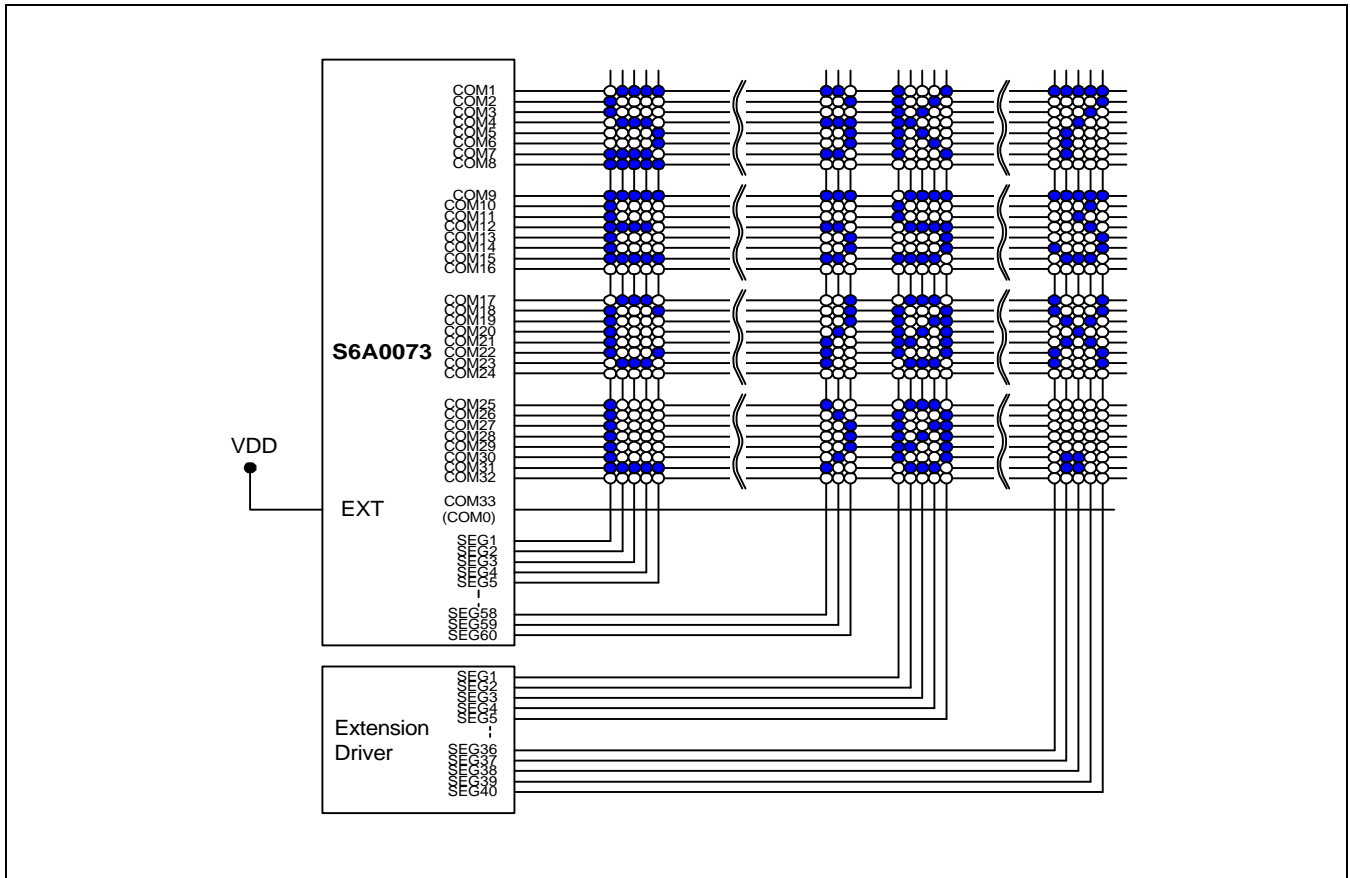 COM1
COM2
COM3
COM4
COM5
COM6
COM7
COM8
COM9
COM10
COM11
COM12
COM13
COM14
COM15
COM16
COM17
COM18
COM19
COM20
COM21
COM22
COM23
COM24
S6A0073
COM25
COM26
COM27
COM28
COM29
COM30
COM31
COM32
VDD
EXT
COM33
(COM0)
SEG1
SEG2
SEG3
SEG4
SEG5
SEG58
SEG59
SEG60
SEG1
SEG2
SEG3
SEG4
SEG5
Extension
Driver
SEG36
SEG37
SEG38
SEG39
SEG40